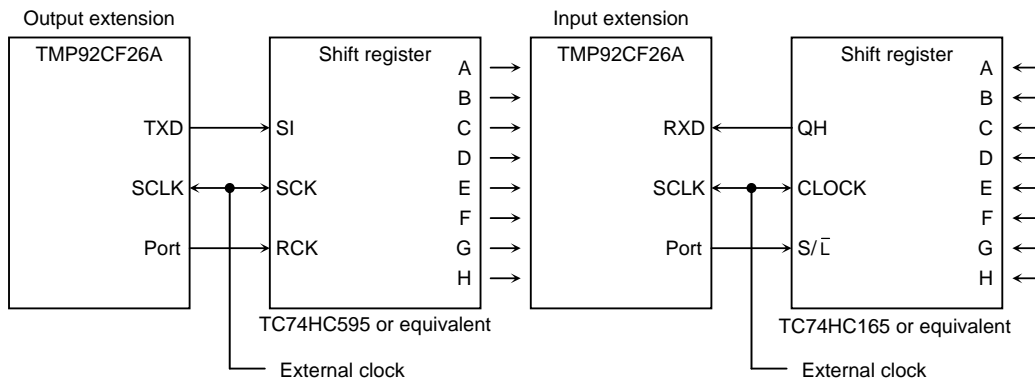 Output extension
TMP92CF26A
Shift register
TXD
SCLK
Port
SI
SCK
RCK
A
B
C
D
E
F
G
H
TC74HC595 or equivalent
External clock
Input extension
TMP92CF26A
Shift register
RXD
SCLK
Port
QH
CLOCK
S/L̄
A
B
C
D
E
F
G
H
TC74HC165 or equivalent
External clock